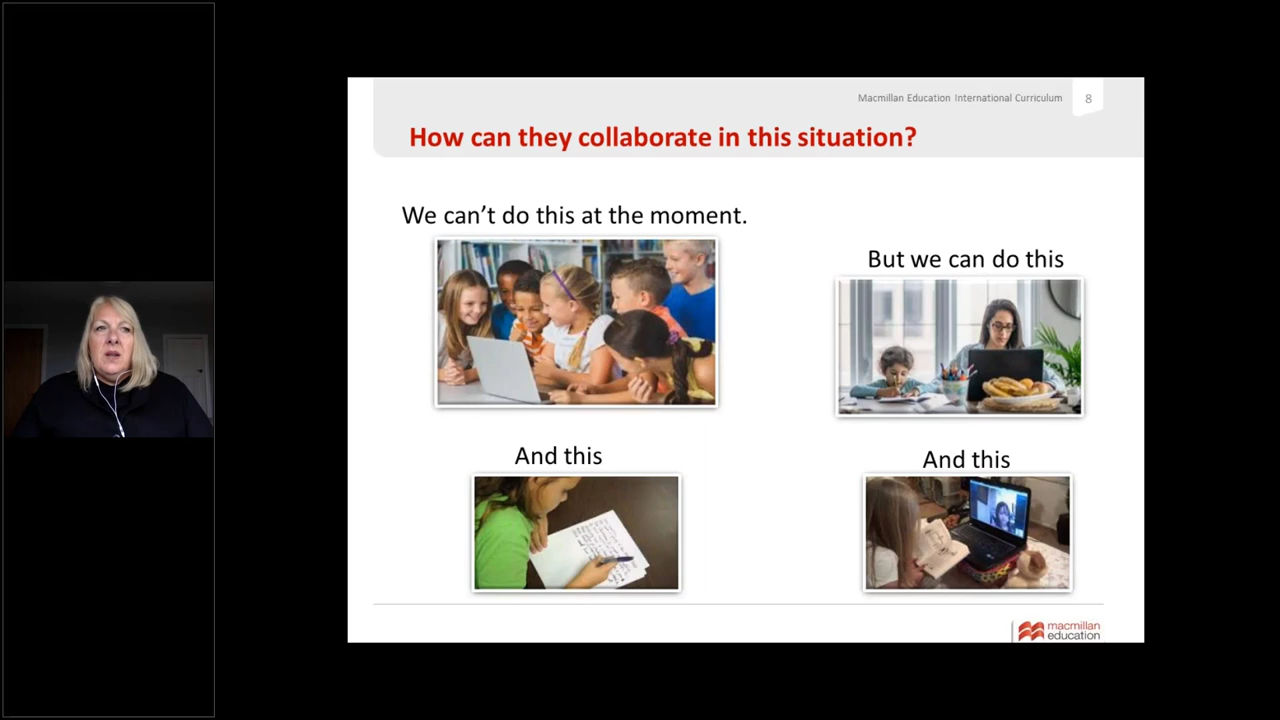 Macmillan Education International Curriculum 8
How can they collaborate in this situation?
We can't do this at the moment.
But we can do this
And this
And this
macmillan
education